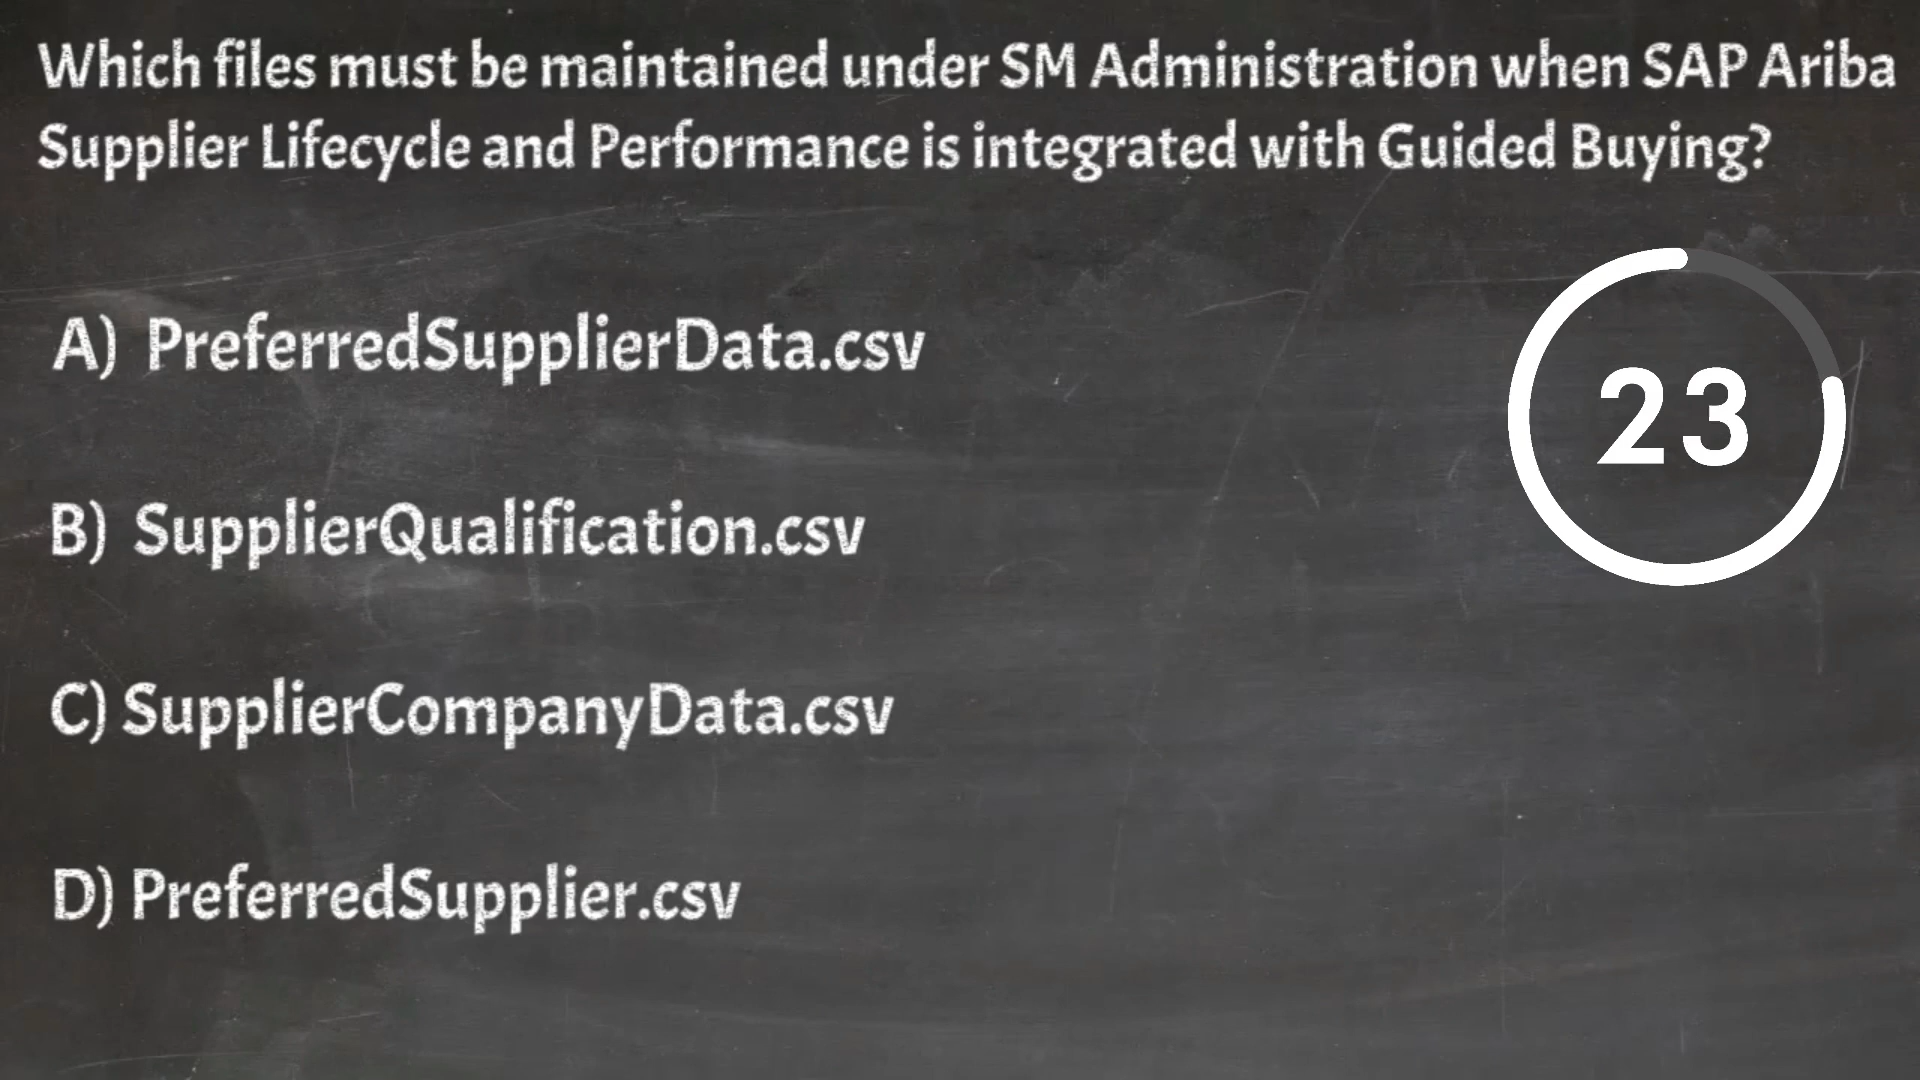 Which files must be maintained under SM Administration when SAP Ariba
Supplier Lifecycle and Performance is integrated with Guided Buying?
A) PreferredSupplierData.csv
23
B) SupplierQualification.csv
C) SupplierCompanyData.csv
D) PreferredSupplier.csv